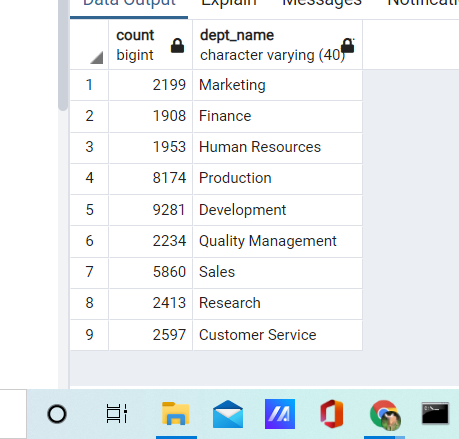 Data Output Explain Messages Notificati
count dept_name
bigint character varying (40)
1 2199 Marketing
2 1908 Finance
3 1953 Human Resources
4 8174 Production
5 9281 Development
6 2234 Quality Management
7 5860 Sales
8 2413 Research
9 2597 Customer Service